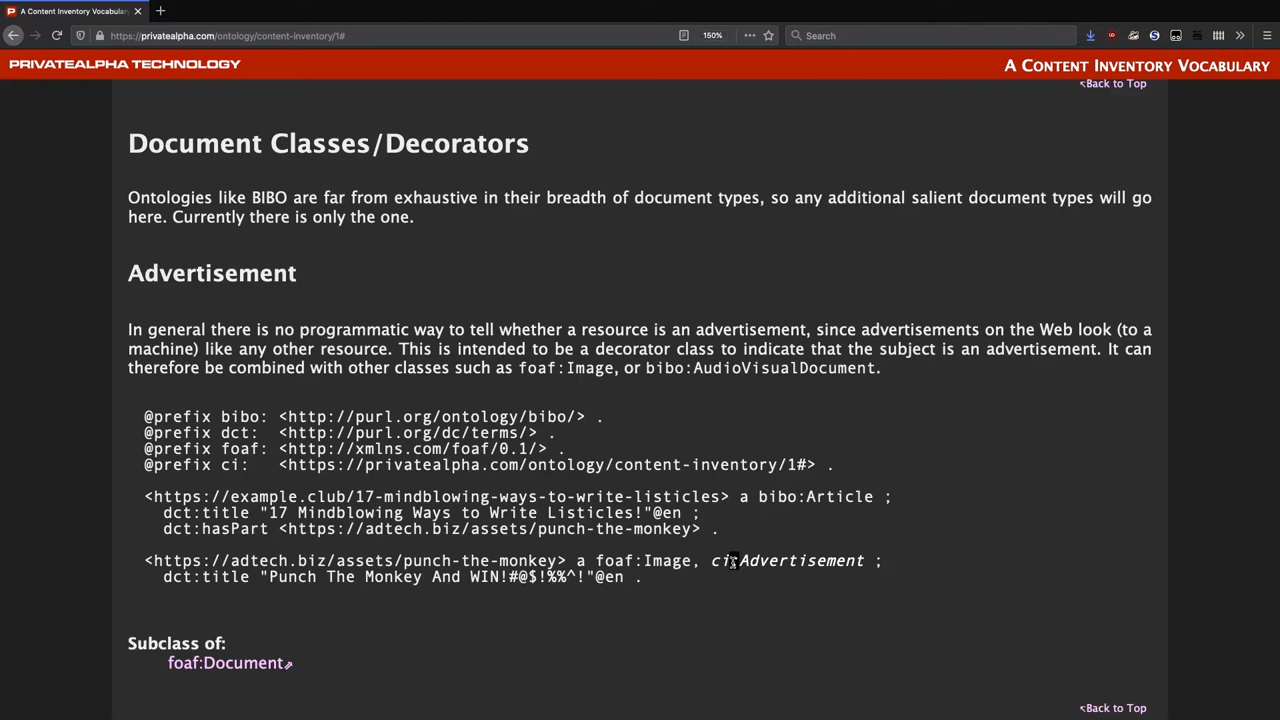 A Content Inventory Vocabulary
https://privatealpha.com/ontology/content-inventory/1#
150%
Search
PRIVATEALPHA TECHNOLOGY
A CONTENT INVENTORY VOCABULARY
↖Back to Top
Document Classes/Decorators
Ontologies like BIBO are far from exhaustive in their breadth of document types, so any additional salient document types will go
here. Currently there is only the one.
Advertisement
In general there is no programmatic way to tell whether a resource is an advertisement, since advertisements on the Web look (to a
machine) like any other resource. This is intended to be a decorator class to indicate that the subject is an advertisement. It can
therefore be combined with other classes such as foaf:Image, or bibo:AudioVisualDocument.
@prefix bibo: <http://purl.org/ontology/bibo/> .
@prefix dct: <http://purl.org/dc/terms/> .
@prefix foaf: <http://xmlns.com/foaf/0.1/> .
@prefix ci: <https://privatealpha.com/ontology/content-inventory/1#> .
<https://example.club/17-mindblowing-ways-to-write-listicles> a bibo:Article ;
dct:title "17 Mindblowing Ways to Write Listicles!"@en ;
dct:hasPart <https://adtech.biz/assets/punch-the-monkey> .
<https://adtech.biz/assets/punch-the-monkey> a foaf:Image, ci:Advertisement ;
dct:title "Punch The Monkey And WIN!#@$!%%^!"@en .
Subclass of:
foaf:Document⇗
↖Back to Top